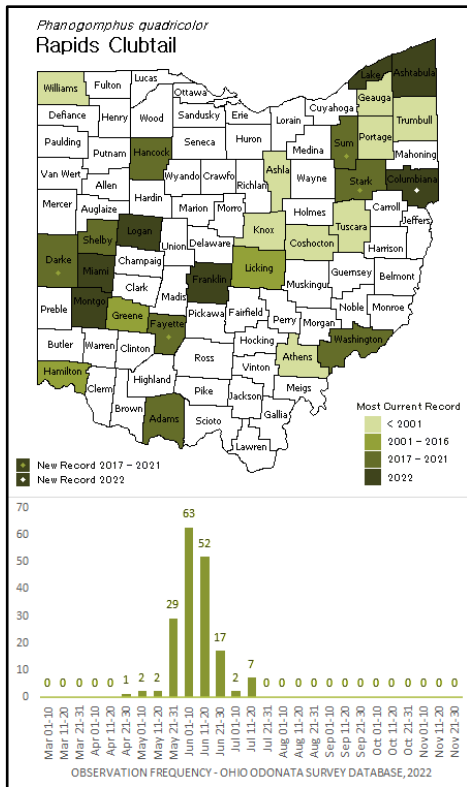 Phanogomphus quadricolor
Rapids Clubtail
Williams
Fulton
Lucas
Ottawa
Lake
Ashtabula
Geauga
Defiance
Henry
Wood
Sandusky
Erie
Lorain
Cuyahoga
Trumbull
Paulding
Putnam
Hancock
Seneca
Huron
Medina
Sum
Portage
Mahoning
Van Wert
Allen
Wyando
Crawfo
Richlan
Ashla
Wayne
Stark
Columbiana
Mercer
Auglaize
Hardin
Marion
Morro
Holmes
Tuscara
Carroll
Jeffers
Logan
Shelby
Union
Delaware
Knox
Coshocton
Harrison
Darke
Miami
Champaig
Licking
Guernsey
Belmont
Clark
Madis
Franklin
Muskingu
Preble
Montgo
Greene
Fayette
Pickawa
Fairfield
Perry
Morgan
Noble
Monroe
Butler
Warren
Clinton
Ross
Hocking
Athens
Washington
Hamilton
Clerm
Highland
Vinton
Meigs
Brown
Adams
Pike
Scioto
Jackson
Gallia
Lawren
Most Current Record
< 2001
2001 - 2016
2017 - 2021
2022
New Record 2017 - 2021
New Record 2022
70
60
50
40
30
20
10
0
0 0 0 0 0 1 2 2 29 63 52 17 2 7 0 0 0 0 0 0 0 0 0 0 0 0 0
Mar 01-10
Mar 11-20
Mar 21-31
Apr 01-10
Apr 11-20
Apr 21-30
May 01-10
May 11-20
May 21-31
Jun 01-10
Jun 11-20
Jun 21-30
Jul 01-10
Jul 11-20
Jul 21-31
Aug 01-10
Aug 11-20
Aug 21-31
Sep 01-10
Sep 11-20
Sep 21-30
Oct 01-10
Oct 11-20
Oct 21-31
Nov 01-10
Nov 11-20
Nov 21-30
OBSERVATION FREQUENCY - OHIO ODONATA SURVEY DATABASE, 2022